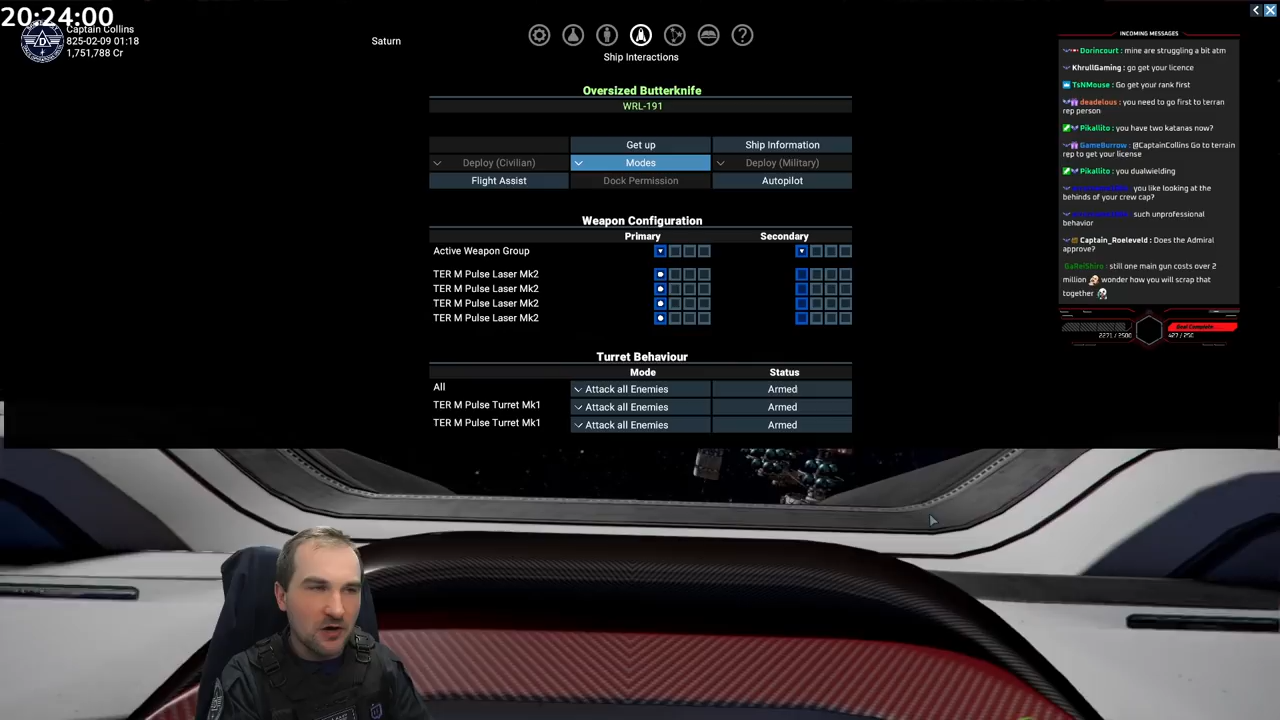 20:24:00
Captain Collins
825-02-09 01:18
1,751,788 Cr
Saturn
Ship Interactions
Oversized Butterknife
WRL-191
Get up
Ship Information
Deploy (Civilian)
Modes
Deploy (Military)
Flight Assist
Dock Permission
Autopilot
Weapon Configuration
Primary
Secondary
Active Weapon Group
TER M Pulse Laser Mk2
TER M Pulse Laser Mk2
TER M Pulse Laser Mk2
TER M Pulse Laser Mk2
Turret Behaviour
Mode
Status
All
Attack all Enemies
Armed
TER M Pulse Turret Mk1
Attack all Enemies
Armed
TER M Pulse Turret Mk1
Attack all Enemies
Armed
INCOMING MESSAGES
Dorincourt: mine are struggling a bit atm
KhrullGaming: go get your licence
TsNMouse: Go get your rank first
deadelous: you need to go first to terran
rep person
Pikallito: you have two katanas now?
GameBurrow: @CaptainCollins Go to terrain
rep to get your license
Pikallito: you dualwielding
you like looking at the
behinds of your crew cap?
such unprofessional
behavior
Captain_Roeleveld: Does the Admiral
approve?
BaReiShiro: still one main gun costs over 2
million wonder how you will scrap that
together
Goal Complete
2271 / 2500
427 / 250